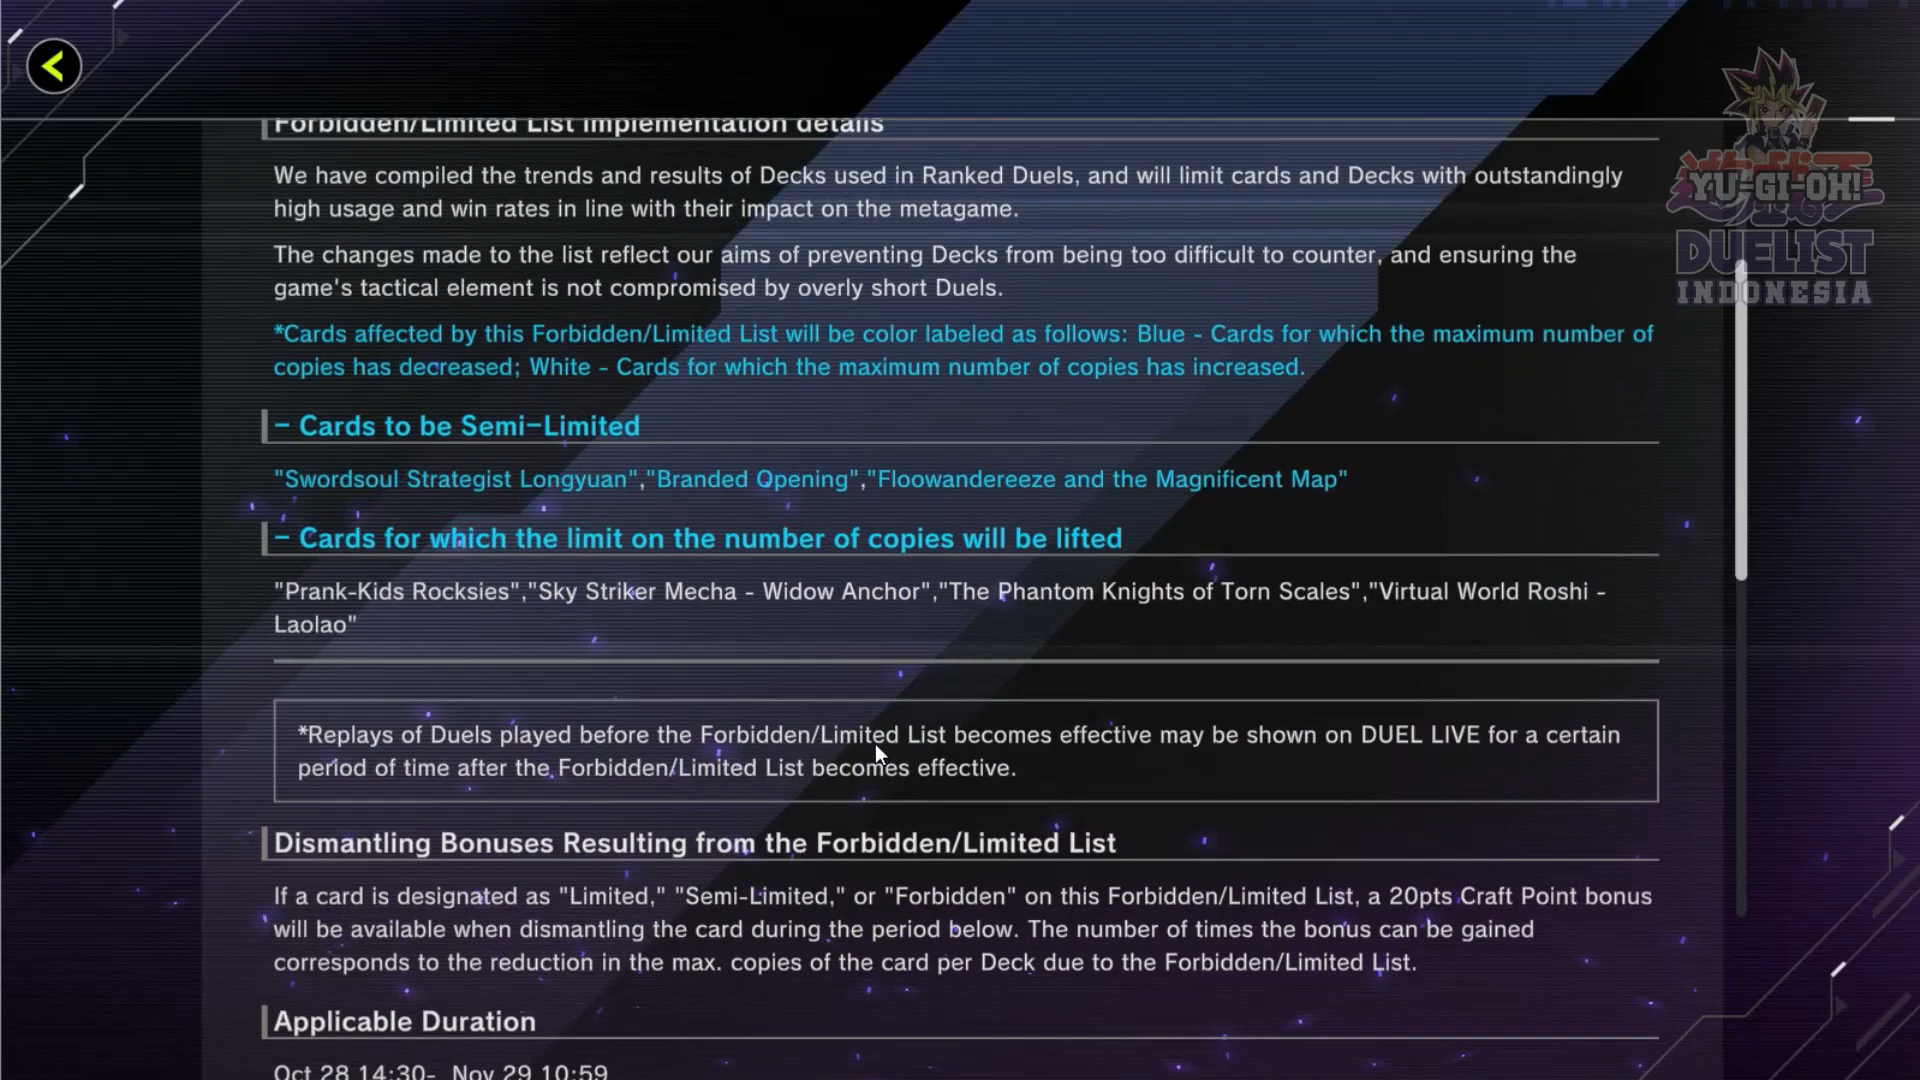 Forbidden/Limited List implementation details
We have compiled the trends and results of Decks used in Ranked Duels, and will limit cards and Decks with outstandingly
high usage and win rates in line with their impact on the metagame.
The changes made to the list reflect our aims of preventing Decks from being too difficult to counter, and ensuring the
game's tactical element is not compromised by overly short Duels.
*Cards affected by this Forbidden/Limited List will be color labeled as follows: Blue - Cards for which the maximum number of
copies has decreased; White - Cards for which the maximum number of copies has increased.
- Cards to be Semi-Limited
"Swordsoul Strategist Longyuan","Branded Opening","Floowandereeze and the Magnificent Map"
- Cards for which the limit on the number of copies will be lifted
"Prank-Kids Rocksies","Sky Striker Mecha - Widow Anchor","The Phantom Knights of Torn Scales","Virtual World Roshi -
Laolao"
*Replays of Duels played before the Forbidden/Limited List becomes effective may be shown on DUEL LIVE for a certain
period of time after the Forbidden/Limited List becomes effective.
Dismantling Bonuses Resulting from the Forbidden/Limited List
If a card is designated as "Limited," "Semi-Limited," or "Forbidden" on this Forbidden/Limited List, a 20pts Craft Point bonus
will be available when dismantling the card during the period below. The number of times the bonus can be gained
corresponds to the reduction in the max. copies of the card per Deck due to the Forbidden/Limited List.
Applicable Duration
Oct 28 14:30- Nov 29 10:59
YU-GI-OH!
DUELIST
INDONESIA